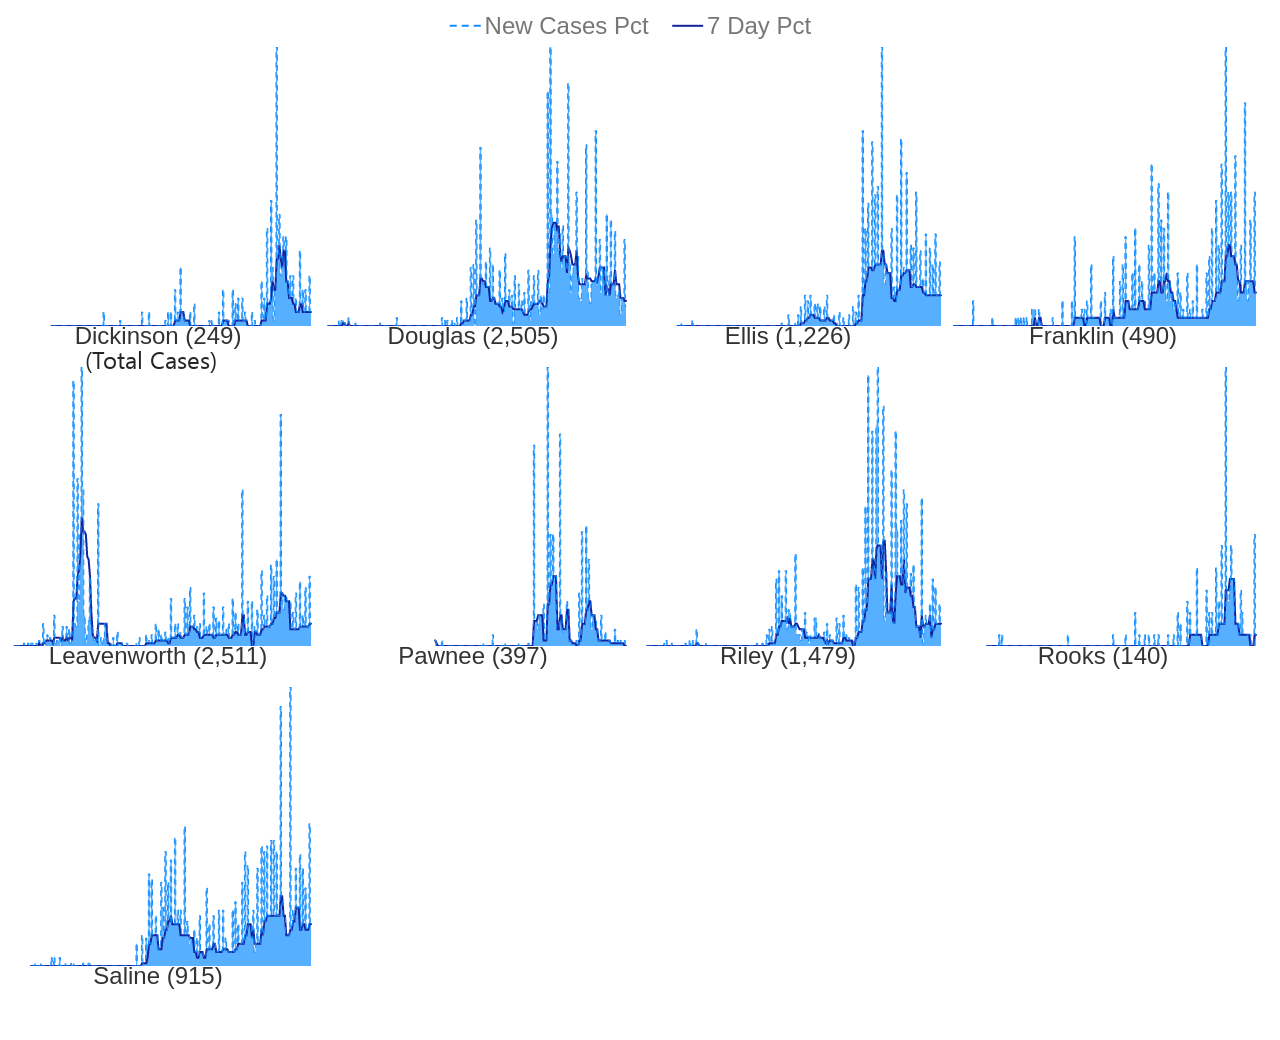 New Cases Pct 7 Day Pct
Dickinson (249) Douglas (2,505) Ellis (1,226) Franklin (490)
(Total Cases)
Leavenworth (2,511) Pawnee (397) Riley (1,479) Rooks (140)
Saline (915)